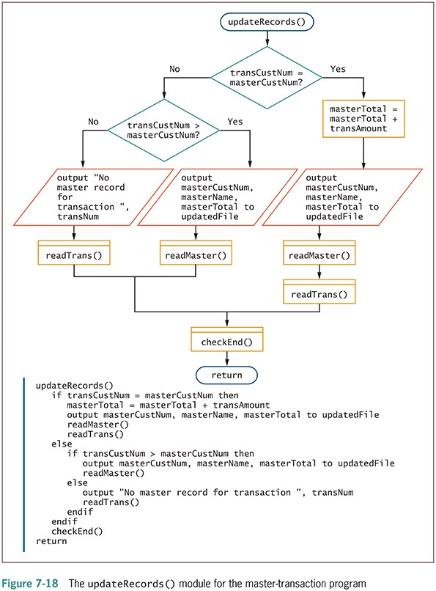 updateRecords()
transCustNum =
masterCustNum?
No
Yes
transCustNum >
masterCustNum?
masterTotal =
masterTotal +
transAmount
No
Yes
output "No
master record
for
transaction ",
transNum
output
masterCustNum,
masterName,
masterTotal to
updatedFile
output
masterCustNum,
masterName,
masterTotal to
updatedFile
readTrans()
readMaster()
readMaster()
readTrans()
checkEnd()
return
updateRecords()
if transCustNum = masterCustNum then
masterTotal = masterTotal + transAmount
output masterCustNum, masterName, masterTotal to updatedFile
readMaster()
readTrans()
else
if transCustNum > masterCustNum then
output masterCustNum, masterName, masterTotal to updatedFile
readMaster()
else
output "No master record for transaction ", transNum
readTrans()
endif
endif
checkEnd()
return
Figure 7-18 The updateRecords() module for the master-transaction program